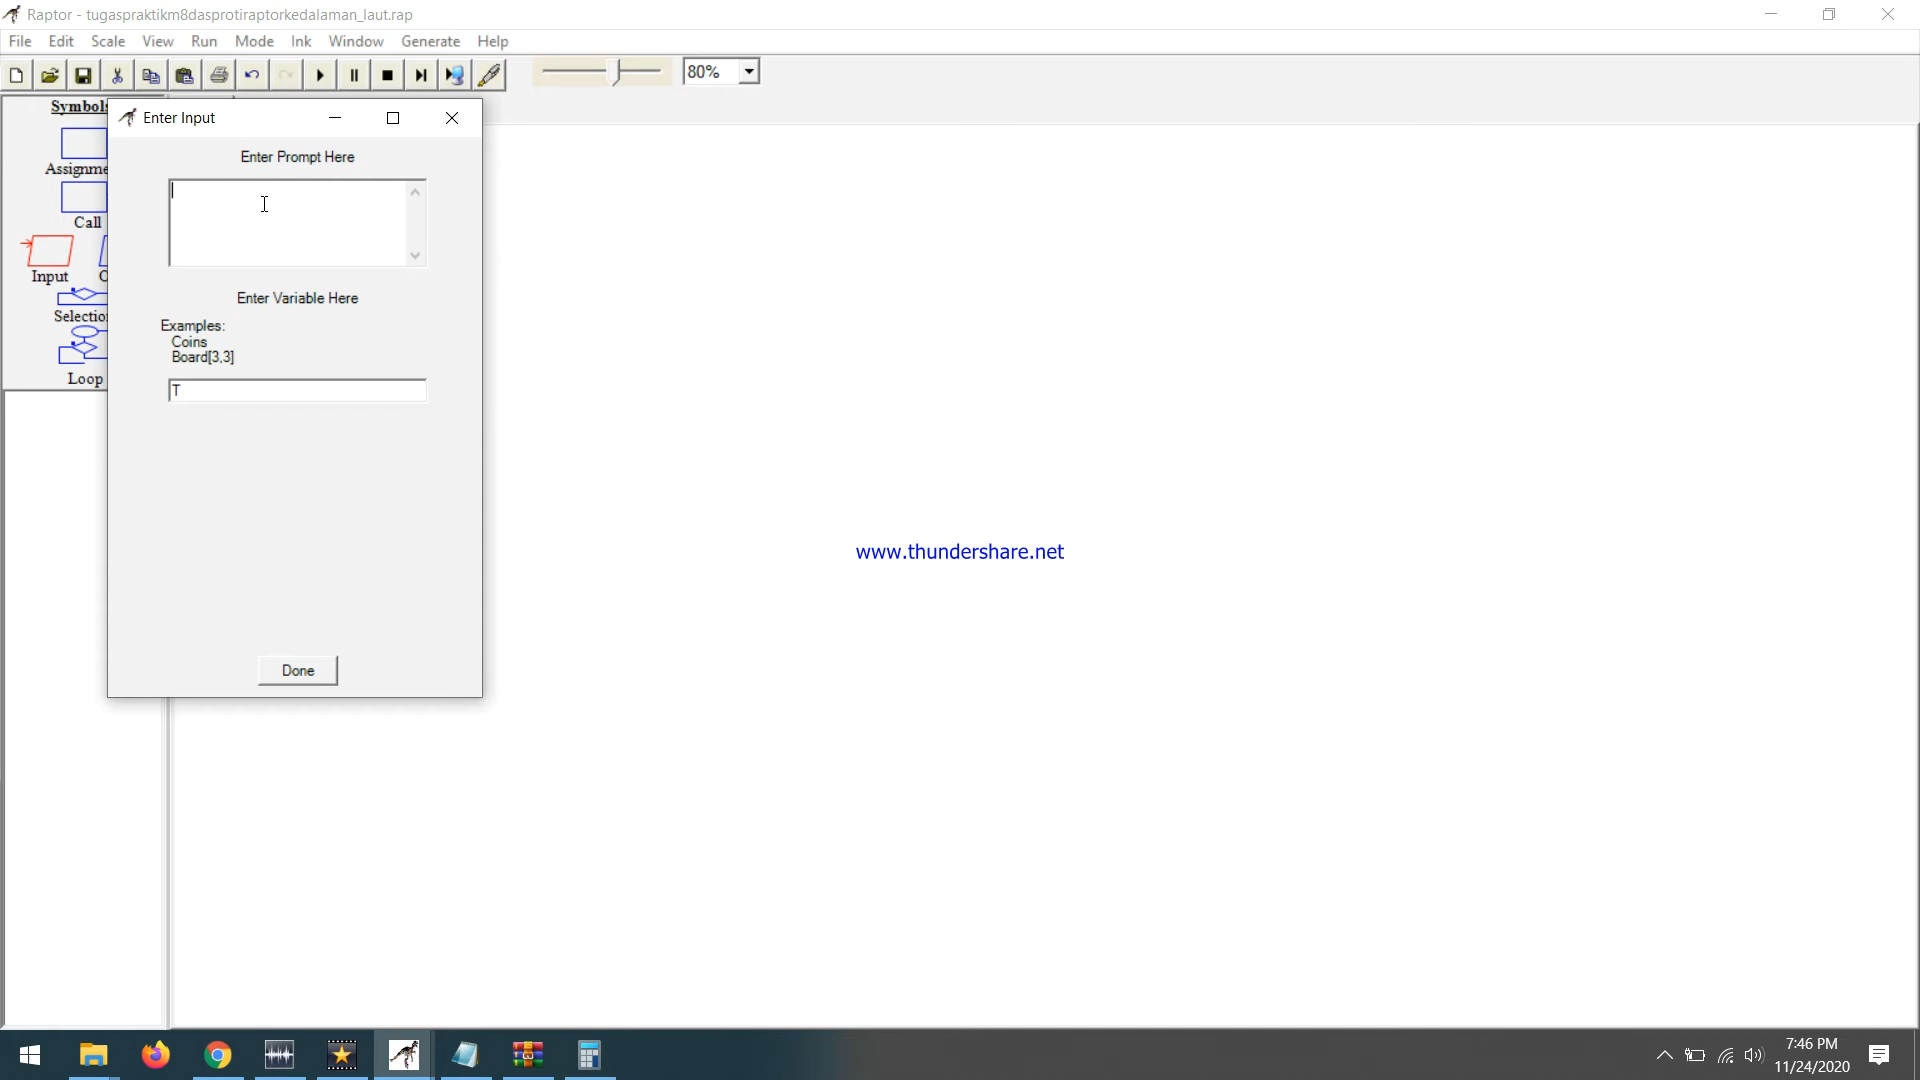 Raptor - tugaspraktikm8dasprotiraptorkedalaman_laut.rap
File Edit Scale View Run Mode Ink Window Generate Help
80%
Symbols
Enter Input
Enter Prompt Here
Assignme
Call
Input
Selection
Loop
Enter Variable Here
Examples:
Coins
Board[3,3]
T
Done
www.thundershare.net
7:46 PM
11/24/2020